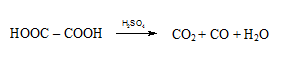 H₂SO₄
HOOC – COOH → CO₂ + CO + H₂O